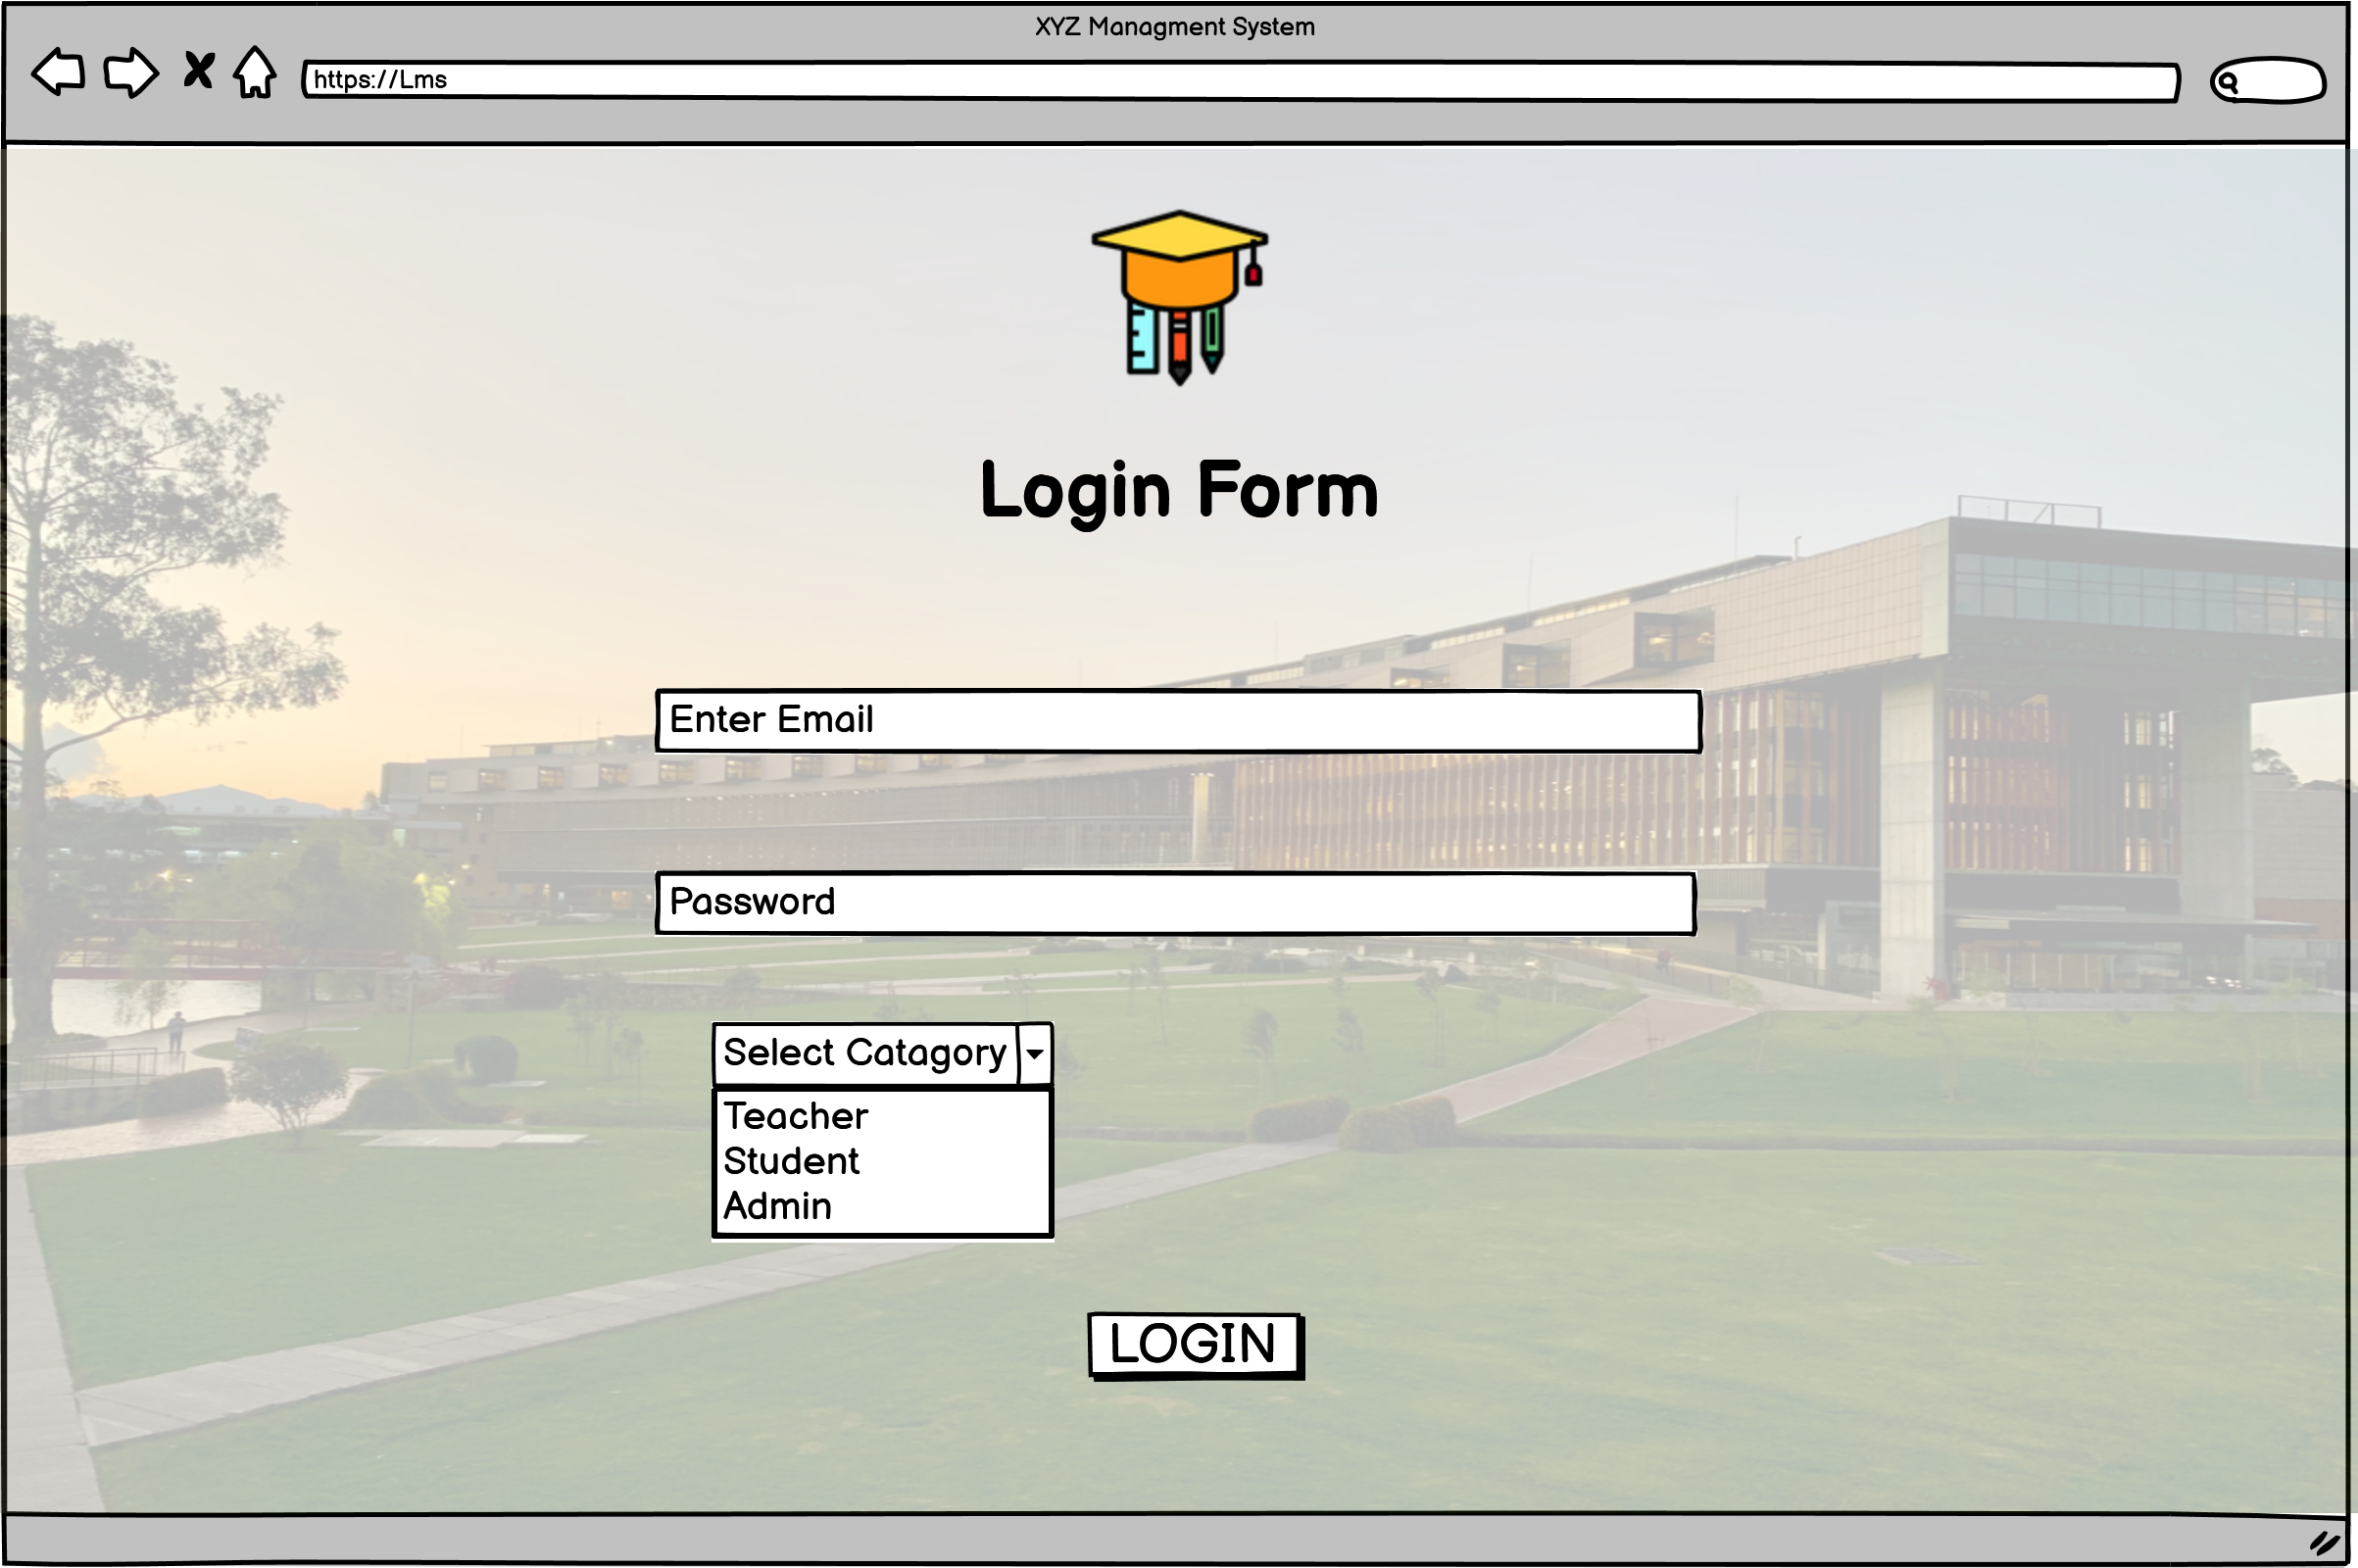 XYZ Managment System
https://Lms
Login Form
Enter Email
Password
Select Catagory
Teacher
Student
Admin
LOGIN